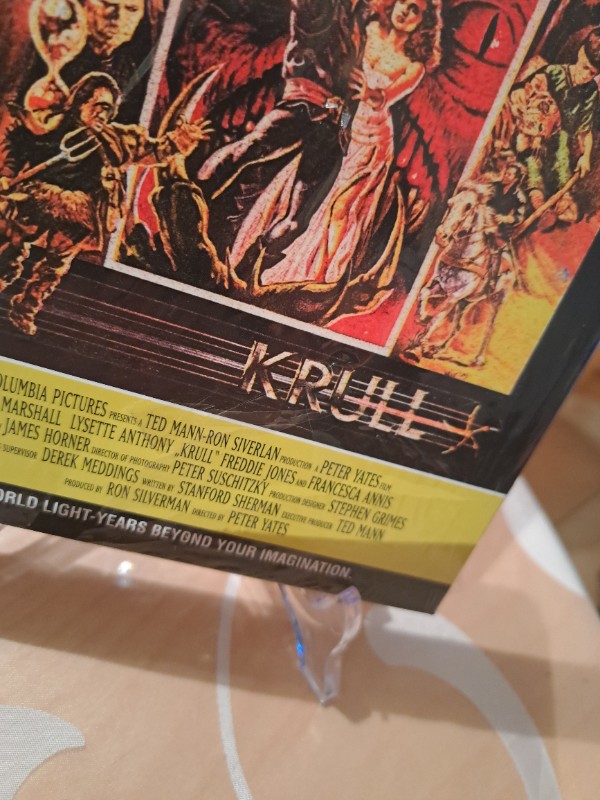 KRULL
OLUMBIA PICTURES PRESENTS A TED MANN-RON SIVERLAN PRODUCTION A PETER YATES FILM
MARSHALL LYSETTE ANTHONY „KRULL" FREDDIE JONES AND FRANCESCA ANNIS
JAMES HORNER DIRECTOR OF PHOTOGRAPHY PETER SUSCHITZKY PRODUCTION DESIGNER STEPHEN GRIMES
SUPERVISOR DEREK MEDDINGS WRITTEN BY STANFORD SHERMAN EXECUTIVE PRODUCER TED MANN
PRODUCED BY RON SILVERMAN DIRECTED BY PETER YATES
ORLD LIGHT-YEARS BEYOND YOUR IMAGINATION.